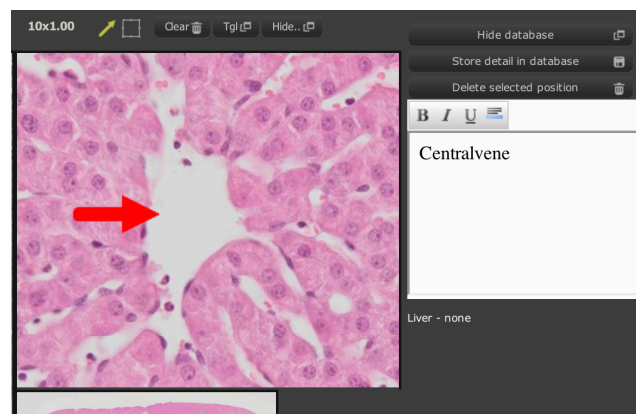 10x1.00 Clear Tgl Hide..
Hide database
Store detail in database
Delete selected position
B I U
Centralvene
Liver - none